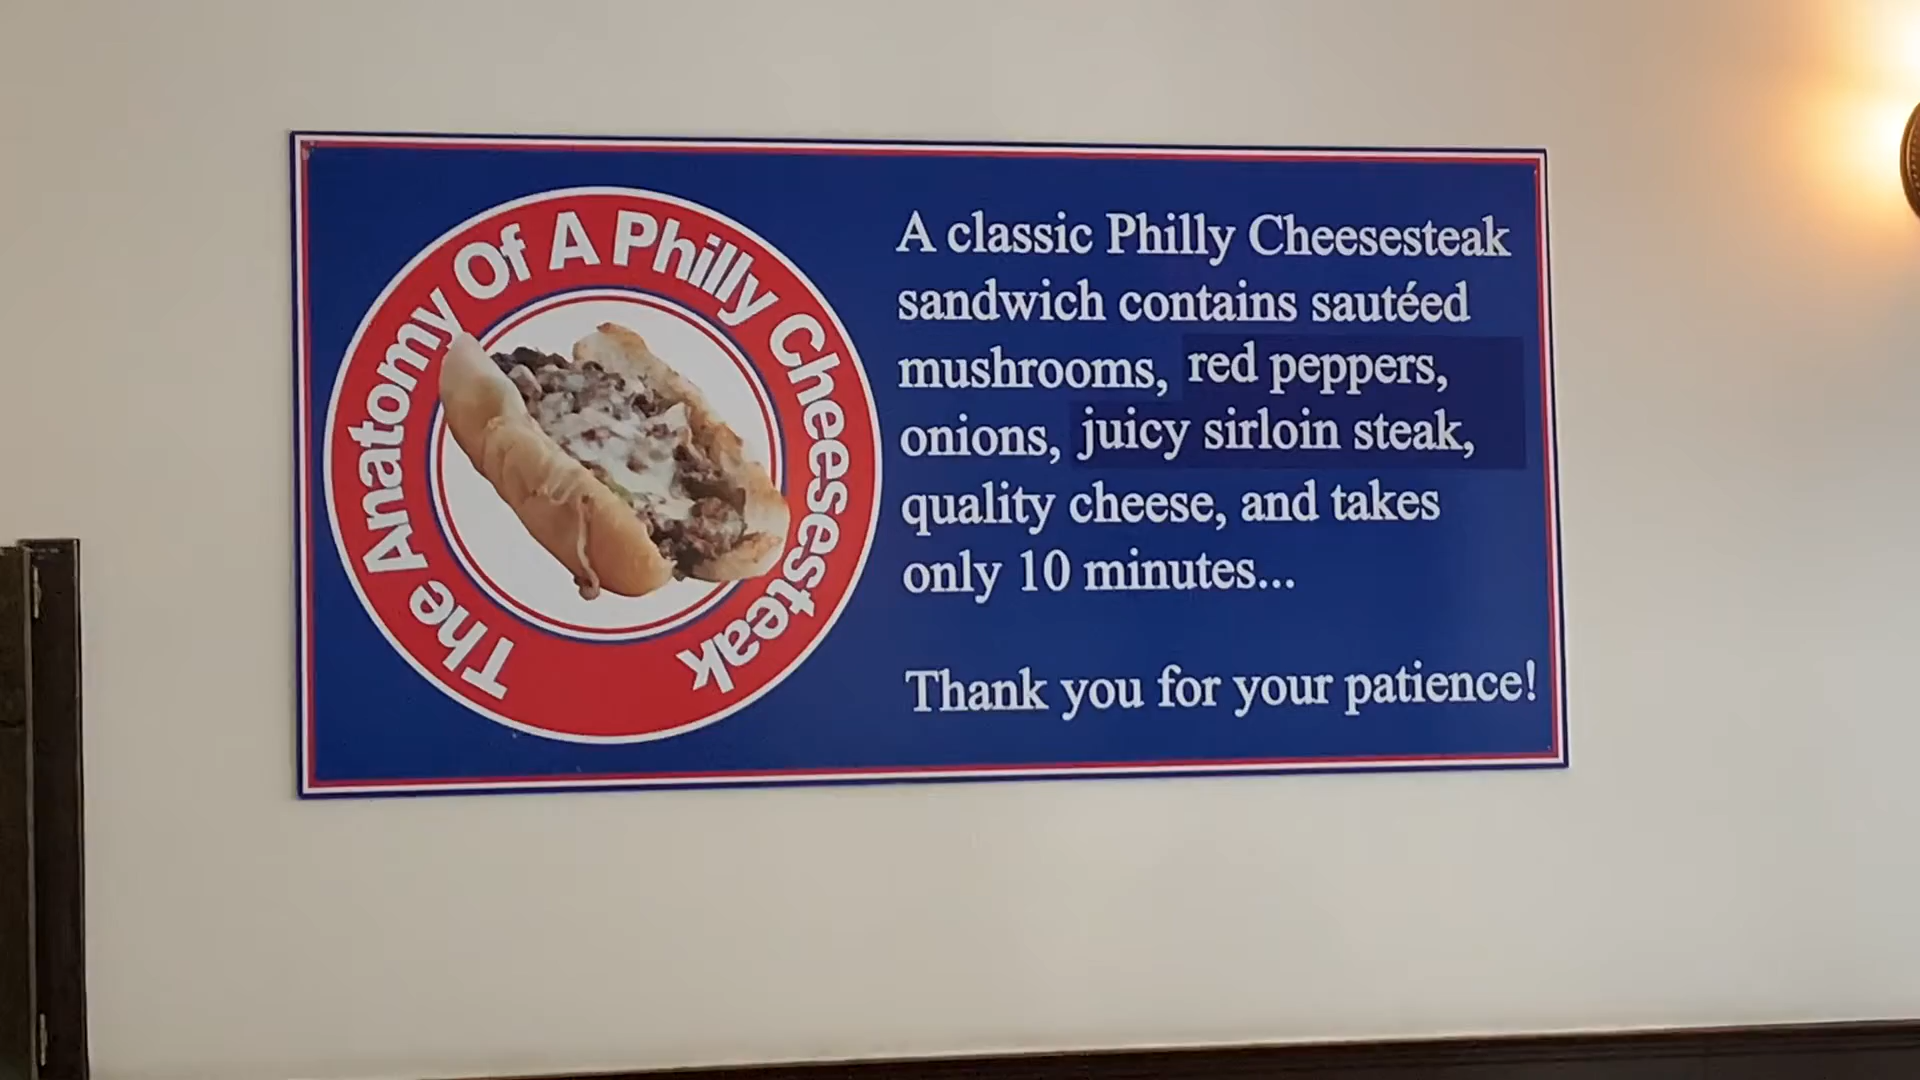 The Anatomy Of A Philly Cheesesteak
A classic Philly Cheesesteak
sandwich contains sautéed
mushrooms, red peppers,
onions, juicy sirloin steak,
quality cheese, and takes
only 10 minutes...
Thank you for your patience!